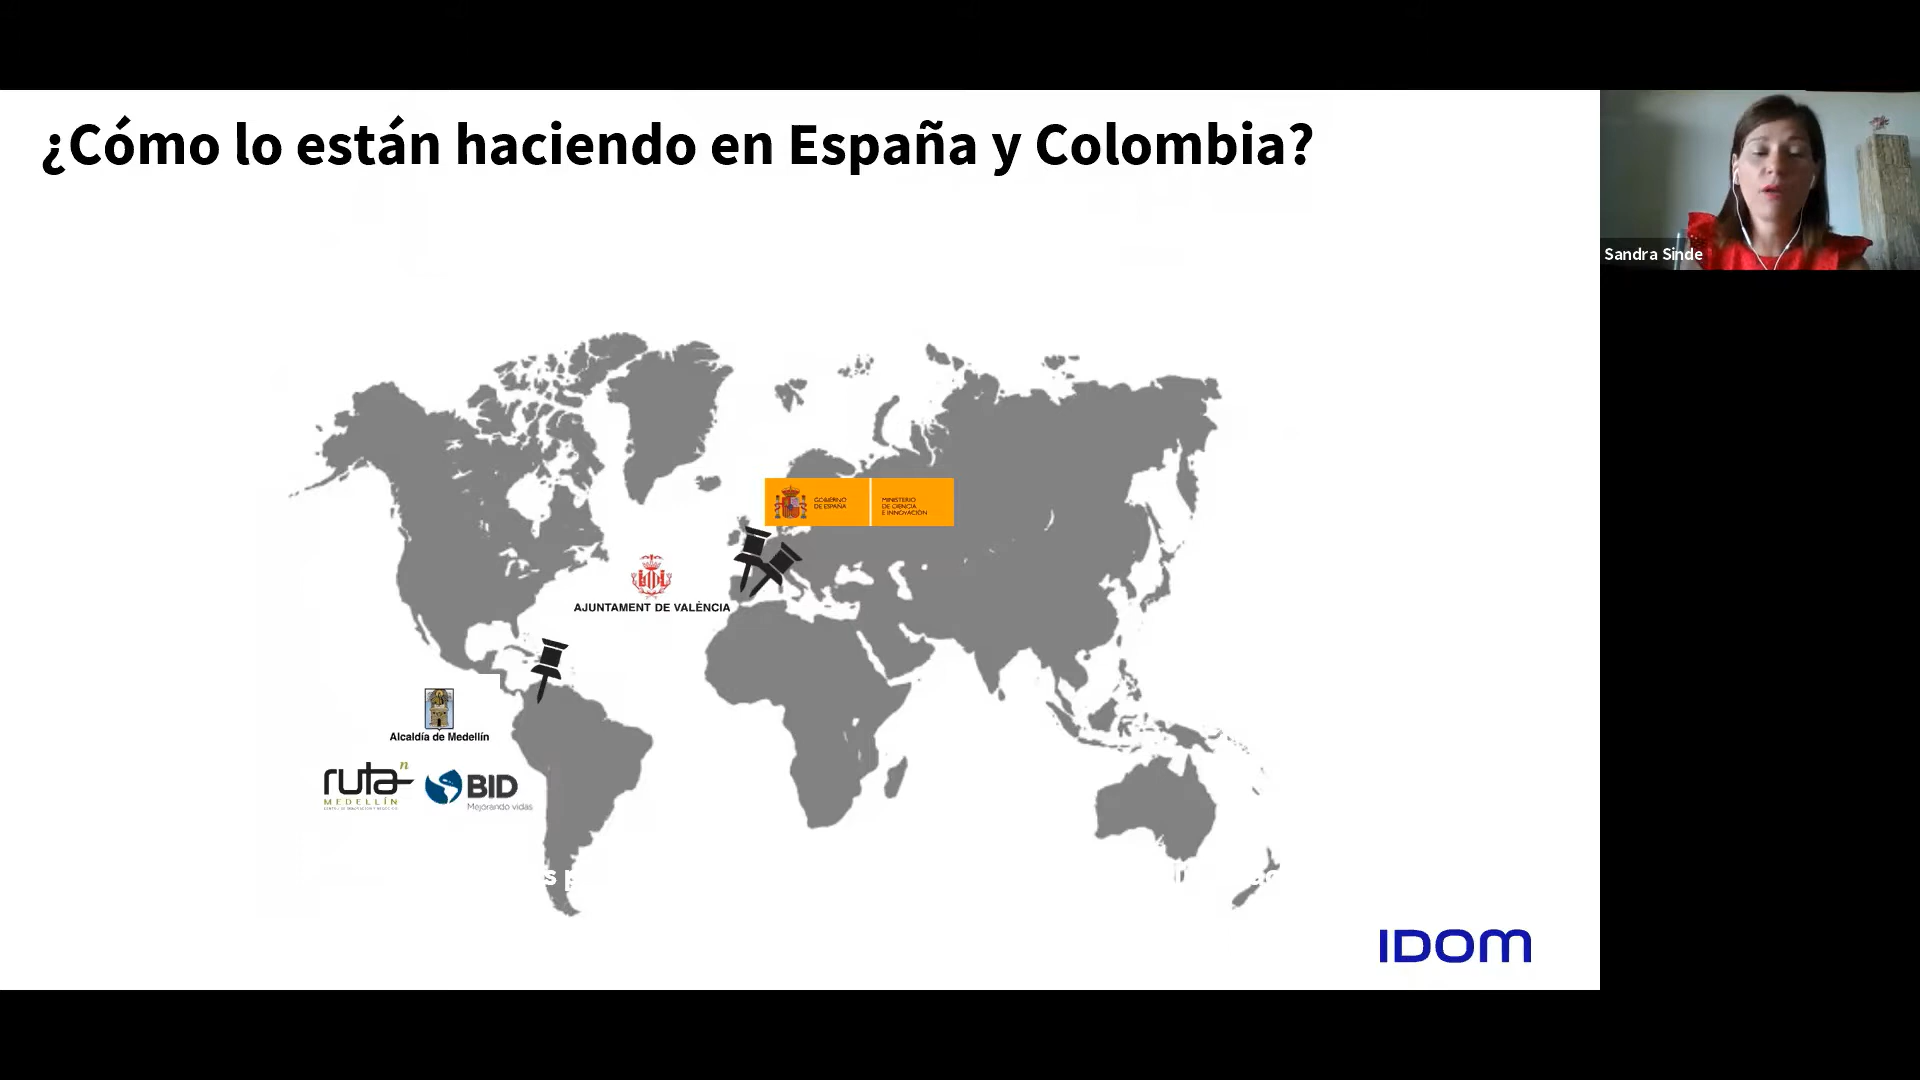 ¿Cómo lo están haciendo en España y Colombia?
Sandra Sinde
GOBIERNO
DE ESPAÑA
MINISTERIO
DE CIENCIA
E INNOVACIÓN
AJUNTAMENT DE VALÈNCIA
Alcaldía de Medellín
ruta n
MEDELLÍN
BID
Mejorando vidas
IDOM